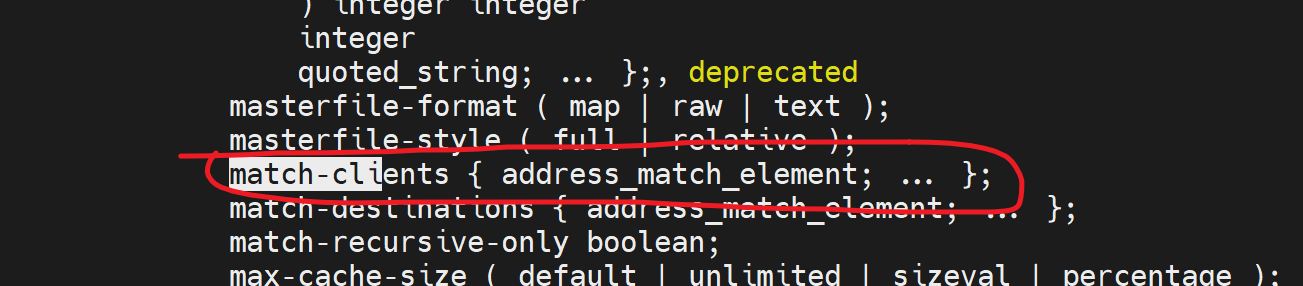 ) integer integer
integer
quoted_string; ... };, deprecated
masterfile-format ( map | raw | text );
masterfile-style ( full | relative );
match-clients { address_match_element; ... };
match-destinations { address_match_element; ... };
match-recursive-only boolean;
max-cache-size ( default | unlimited | sizeval | percentage );